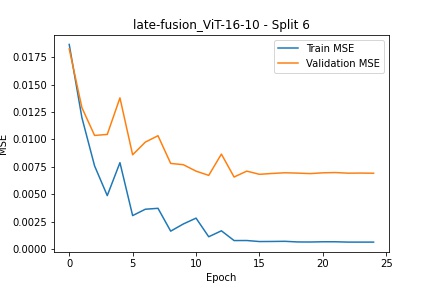 late-fusion_ViT-16-10 - Split 6
Train MSE
Validation MSE
0.0175
0.0150
0.0125
0.0100
0.0075
0.0050
0.0025
0.0000
MSE
0 5 10 15 20 25
Epoch